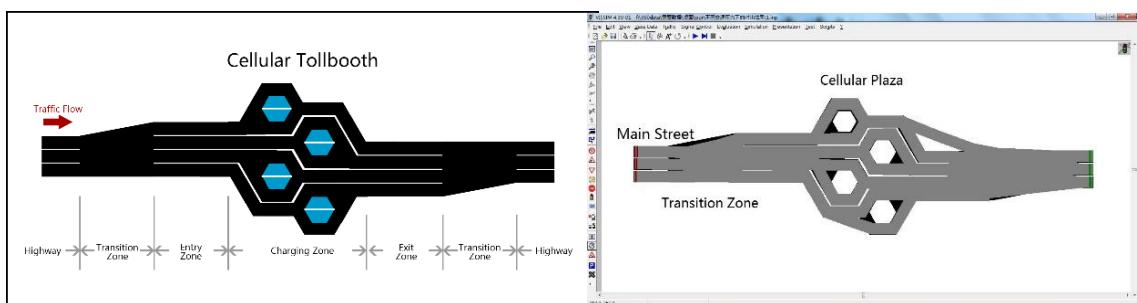 Cellular Tollbooth
Traffic Flow
Highway
Transition
Zone
Entry
Zone
Charging Zone
Exit
Zone
Transition
Zone
Highway
Cellular Plaza
Main Street
Transition Zone